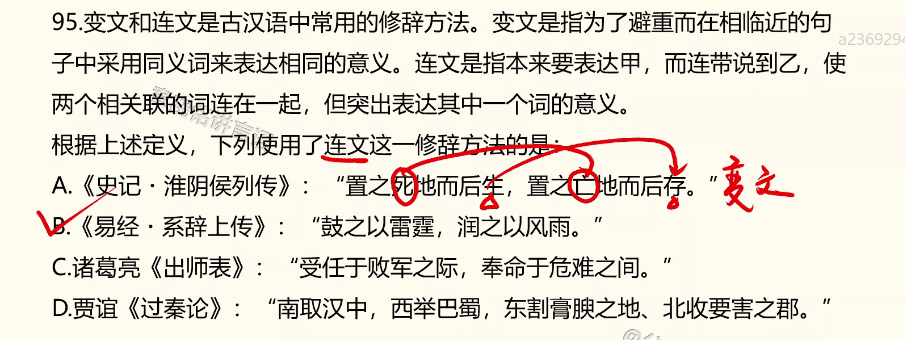 95.变文和连文是古汉语中常用的修辞方法。变文是指为了避重而在相临近的句
a2369294
子中采用同义词来表达相同的意义。连文是指本来要表达甲，而连带说到乙，使
两个相关联的词连在一起，但突出表达其中一个词的意义。
根据上述定义，下列使用了连文这一修辞方法的是：
A.《史记·淮阴侯列传》：“置之死地而后生，置之亡地而后存。” 变文
B.《易经·系辞上传》：“鼓之以雷霆，润之以风雨。”
C.诸葛亮《出师表》：“受任于败军之际，奉命于危难之间。”
D.贾谊《过秦论》：“南取汉中，西举巴蜀，东割膏腴之地、北收要害之郡。”